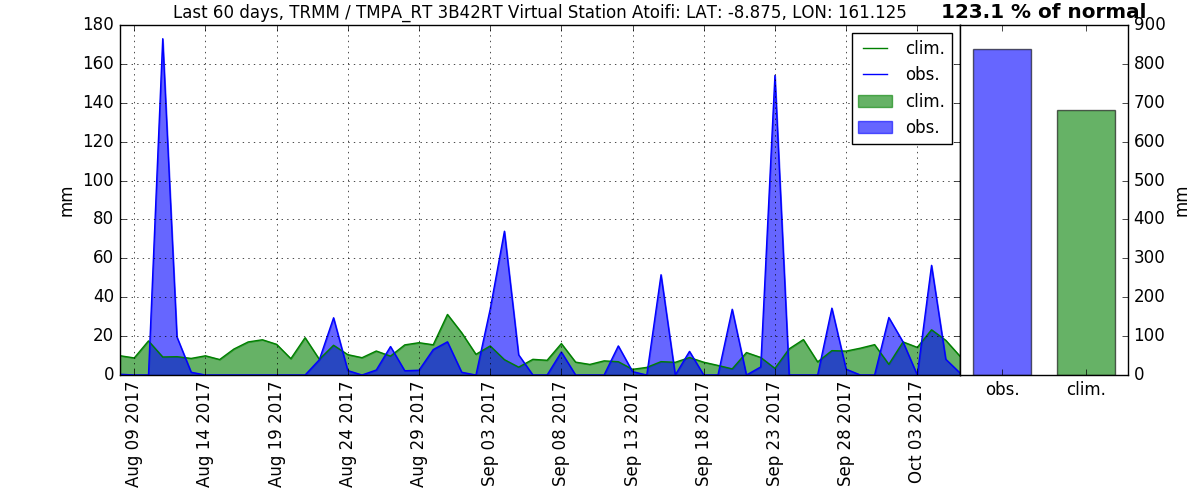 Last 60 days, TRMM / TMPA_RT 3B42RT Virtual Station Atoifi: LAT: -8.875, LON: 161.125
123.1 % of normal
180
160
140
120
100
80
60
40
20
0
mm
clim.
obs.
clim.
obs.
900
800
700
600
500
400
300
200
100
0
mm
Aug 09 2017
Aug 14 2017
Aug 19 2017
Aug 24 2017
Aug 29 2017
Sep 03 2017
Sep 08 2017
Sep 13 2017
Sep 18 2017
Sep 23 2017
Sep 28 2017
Oct 03 2017
obs.
clim.